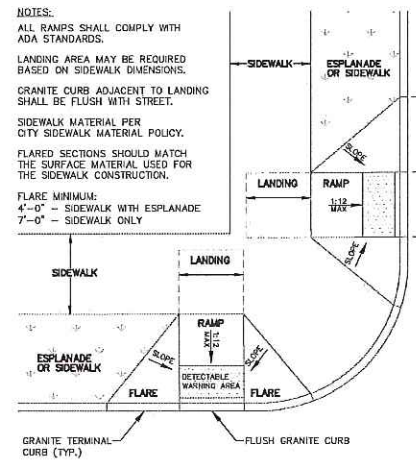 NOTES:
ALL RAMPS SHALL COMPLY WITH
ADA STANDARDS.
LANDING AREA MAY BE REQUIRED
BASED ON SIDEWALK DIMENSIONS.
GRANITE CURB ADJACENT TO LANDING
SHALL BE FLUSH WITH STREET.
SIDEWALK MATERIAL PER
CITY SIDEWALK MATERIAL POLICY.
FLARED SECTIONS SHOULD MATCH
THE SURFACE MATERIAL USED FOR
THE SIDEWALK CONSTRUCTION.
FLARE MINIMUM:
4'-0" – SIDEWALK WITH ESPLANADE
7'-0" – SIDEWALK ONLY
SIDEWALK
ESPLANADE
OR SIDEWALK
SLOPE
LANDING
RAMP
1:12
MAX
SLOPE
SIDEWALK
LANDING
RAMP
1:12
MAX
ESPLANADE
OR SIDEWALK
SLOPE
SLOPE
DETECTABLE
WARNING AREA
FLARE
FLARE
GRANITE TERMINAL
CURB (TYP.)
FLUSH GRANITE CURB